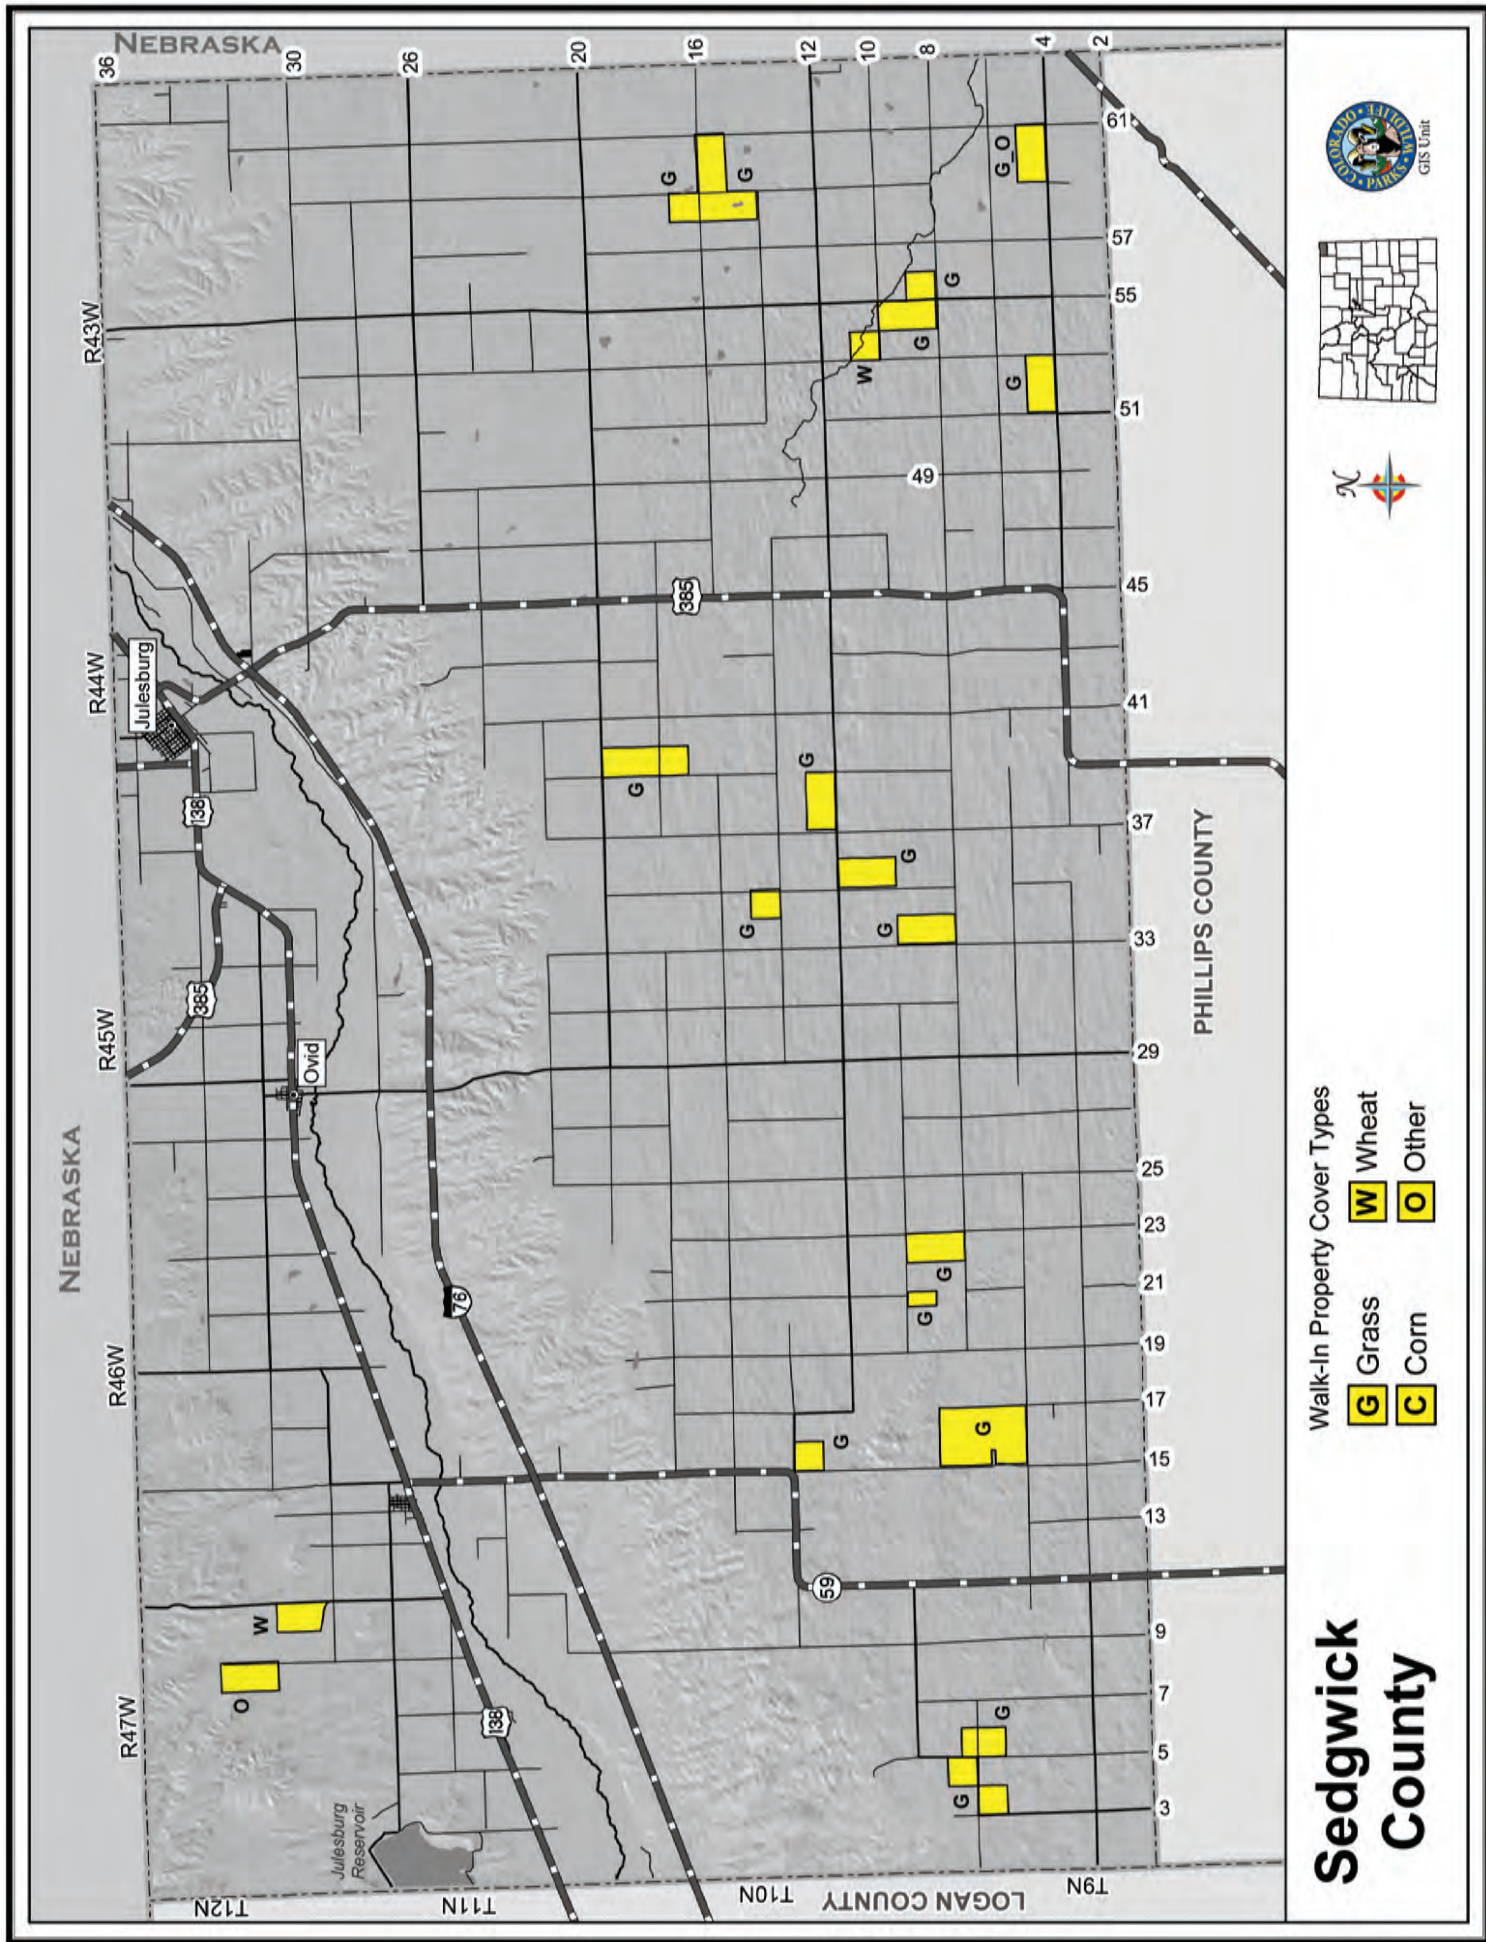 NEBRASKA
NEBRASKA
R47W
R46W
R45W
R44W
R43W
36
30
26
20
16
12
10
8
4
2
T12N
T11N
T10N
T9N
LOGAN COUNTY
PHILLIPS COUNTY
Julesburg
Reservoir
Julesburg
Ovid
138
138
385
385
76
59
O
W
G
G
G
G
G
G
G
G
G
G
G
G
W
G
G
G
G
G
G_O
3
5
7
9
13
15
17
19
21
23
25
29
33
37
41
45
49
51
55
57
61
Sedgwick
County
Walk-In Property Cover Types
G Grass
W Wheat
C Corn
O Other
N
COLORADO
PARKS • WILDLIFE
GIS Unit